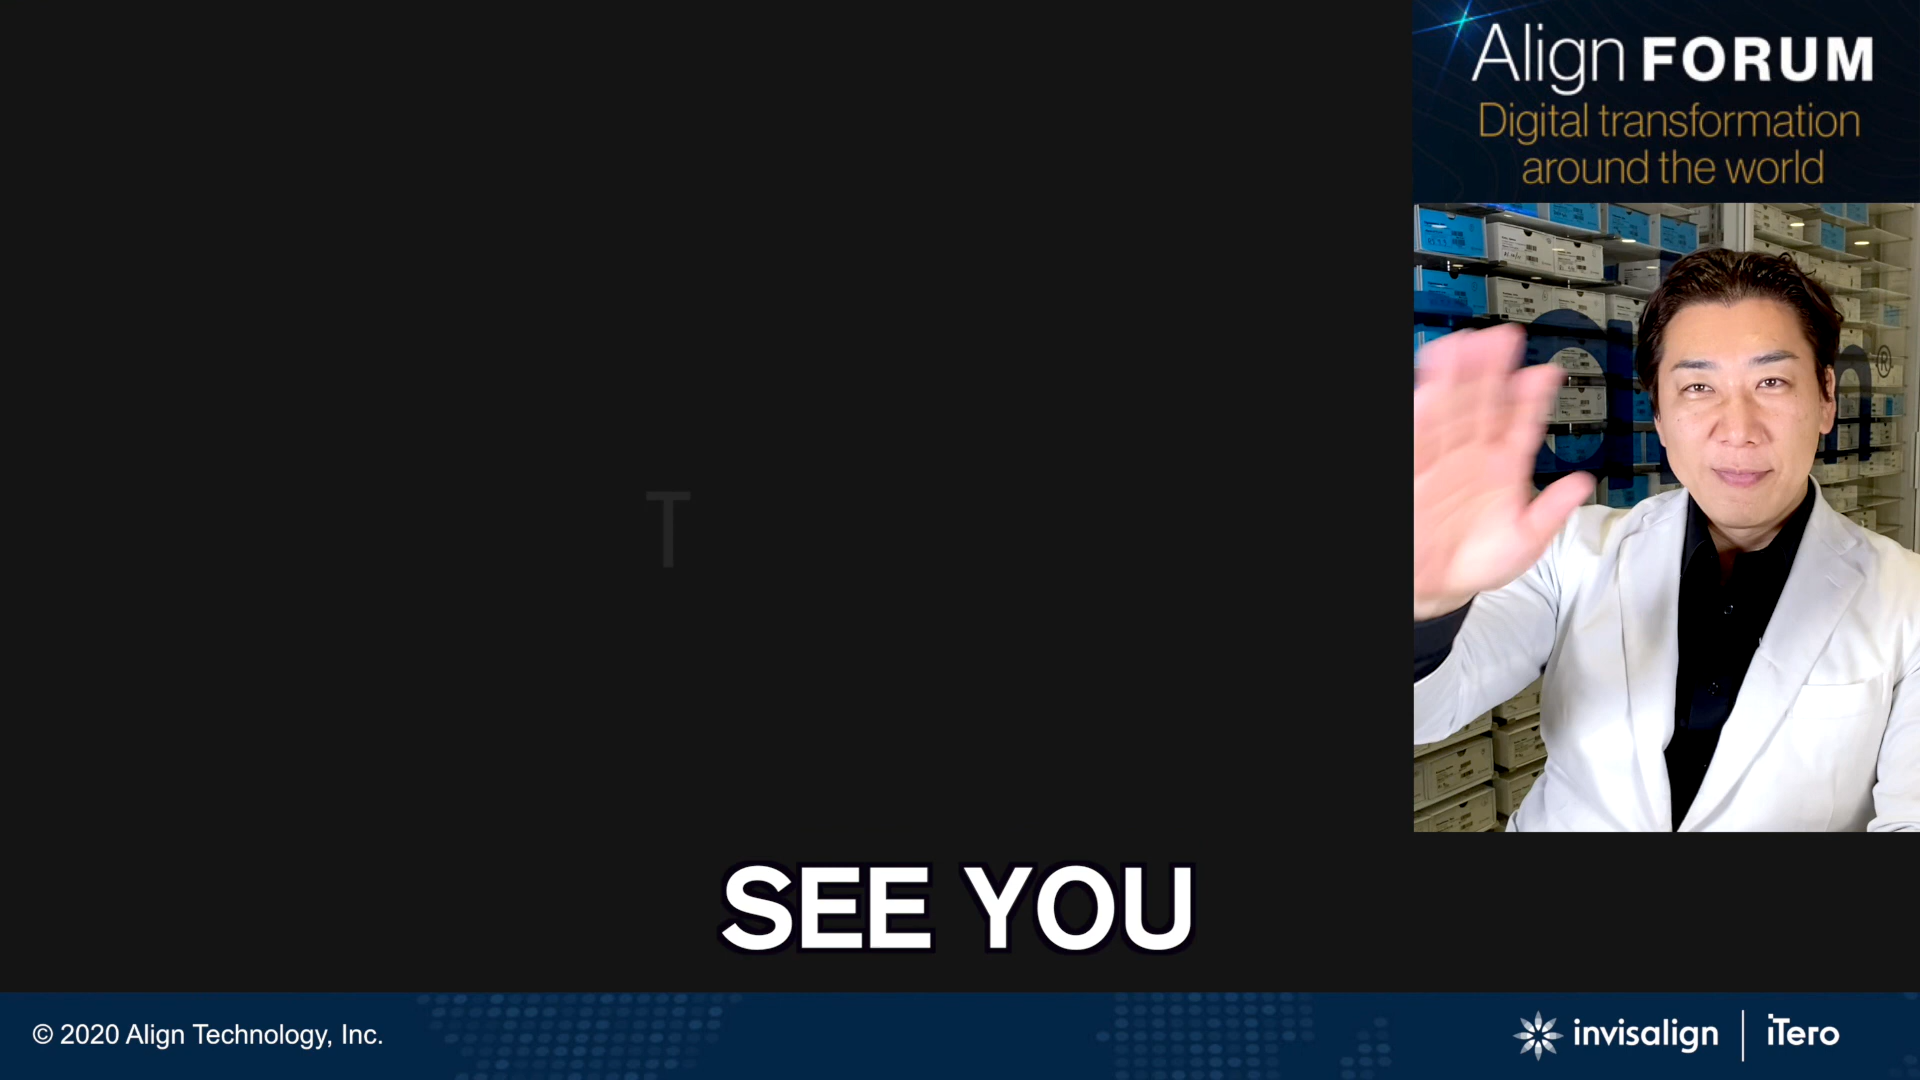 Align FORUM
Digital transformation
around the world
n®
T
SEE YOU
© 2020 Align Technology, Inc.
invisalign | iTero